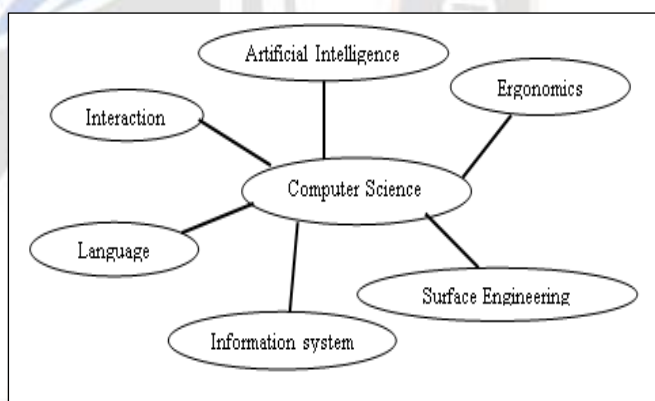 Artificial Intelligence
Ergonomics
Interaction
Computer Science
Language
Surface Engineering
Information system